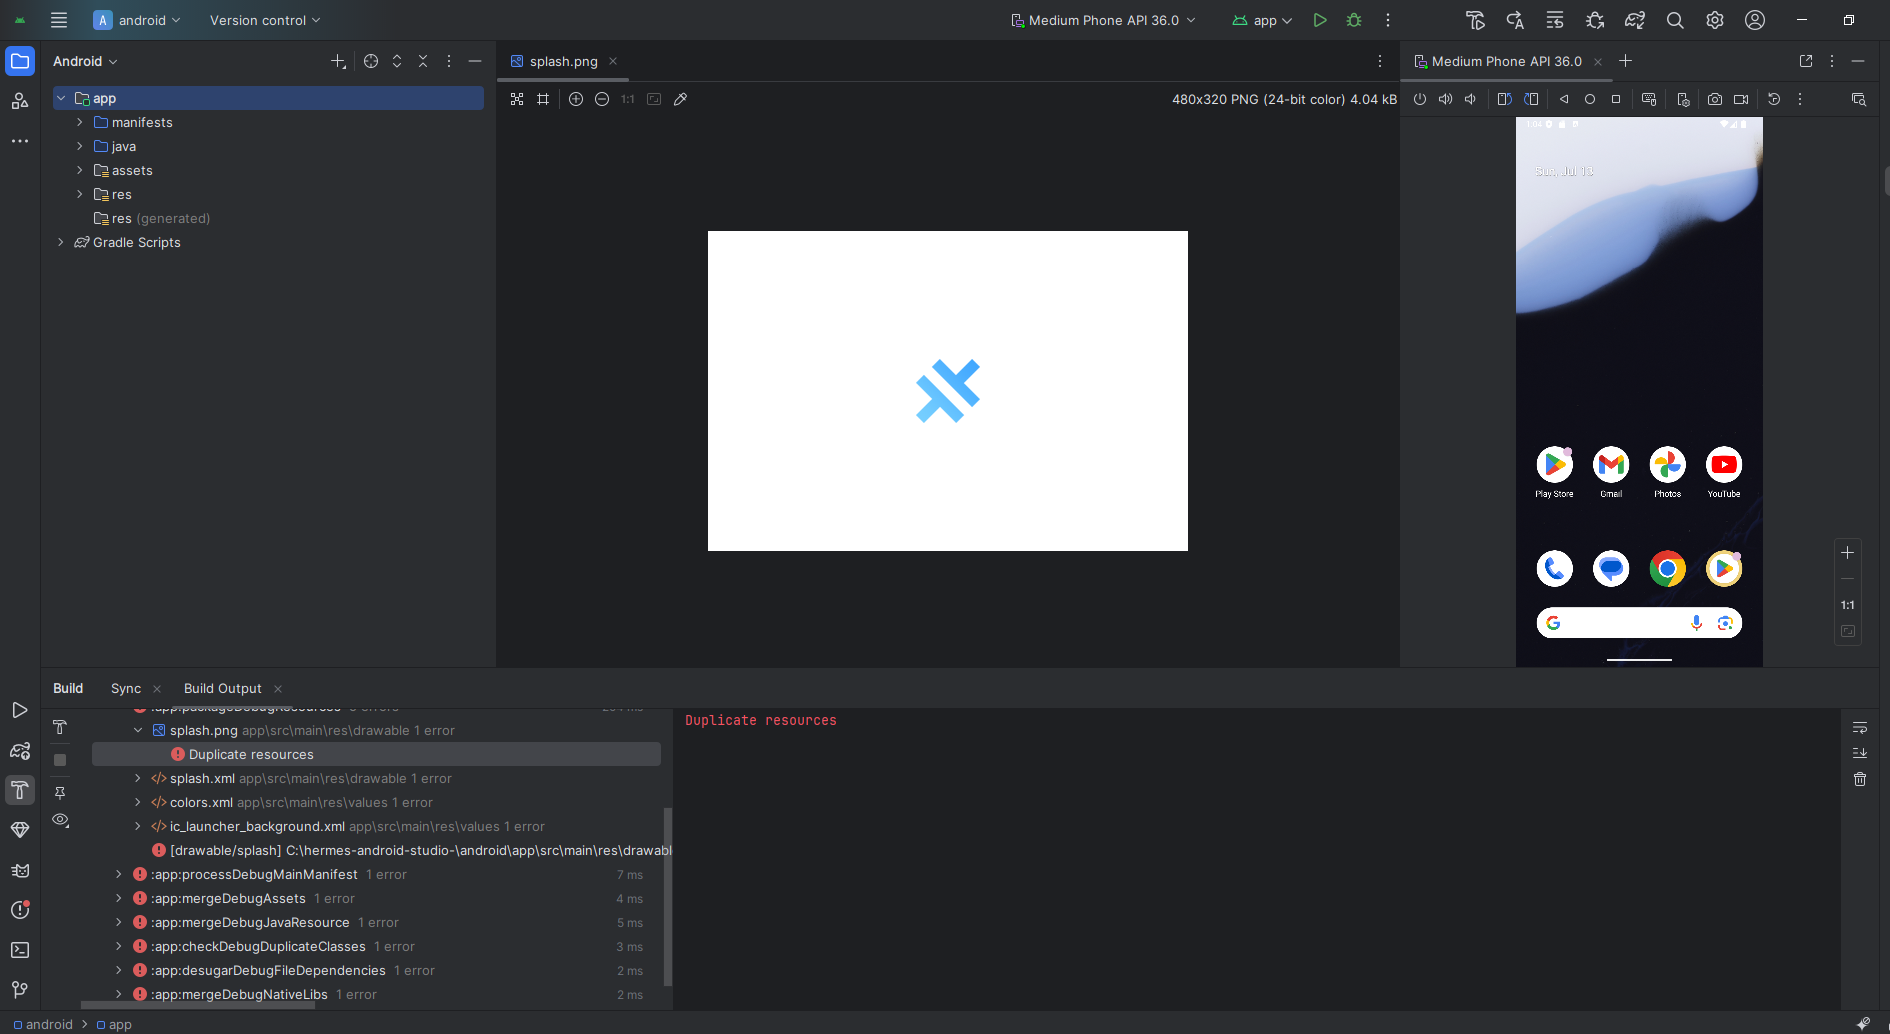 A android Version control Medium Phone API 36.0 app
Android
app
manifests
java
assets
res
res (generated)
Gradle Scripts
splash.png
1:1 480x320 PNG (24-bit color) 4.04 kB
Medium Phone API 36.0
1:04
Sun, Jul 13
Play Store Gmail Photos YouTube
1:1
Build Sync Build Output
:app:packageDebugResources 5 errors
splash.png app\src\main\res\drawable 1 error
Duplicate resources
splash.xml app\src\main\res\drawable 1 error
colors.xml app\src\main\res\values 1 error
ic_launcher_background.xml app\src\main\res\values 1 error
[drawable/splash] C:\hermes-android-studio-\android\app\src\main\res\drawabl
:app:processDebugMainManifest 1 error 7 ms
:app:mergeDebugAssets 1 error 4 ms
:app:mergeDebugJavaResource 1 error 5 ms
:app:checkDebugDuplicateClasses 1 error 3 ms
:app:desugarDebugFileDependencies 1 error 2 ms
:app:mergeDebugNativeLibs 1 error 2 ms
Duplicate resources
android app